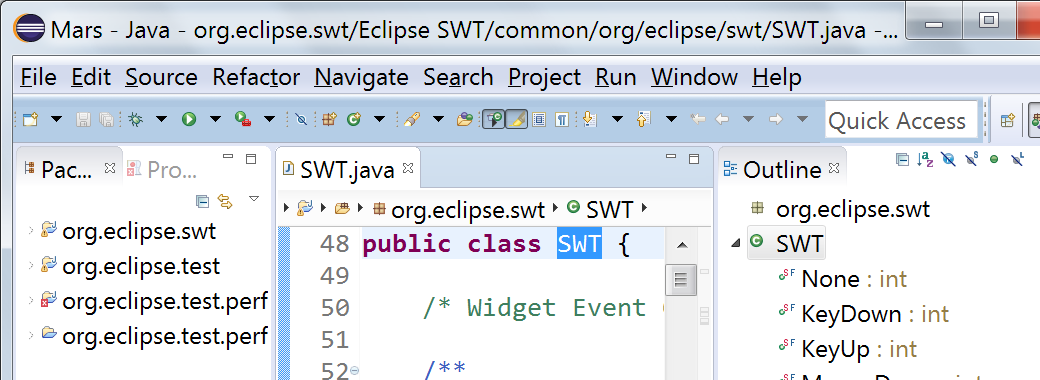 Mars - Java - org.eclipse.swt/Eclipse SWT/common/org/eclipse/swt/SWT.java -...
File Edit Source Refactor Navigate Search Project Run Window Help
Quick Access
Pac... Pro...
org.eclipse.swt
org.eclipse.test
org.eclipse.test.perf
org.eclipse.test.perf
SWT.java
org.eclipse.swt SWT
48 public class SWT {
49
50 /* Widget Event
51
52 /**
Outline
org.eclipse.swt
SWT
None : int
KeyDown : int
KeyUp : int